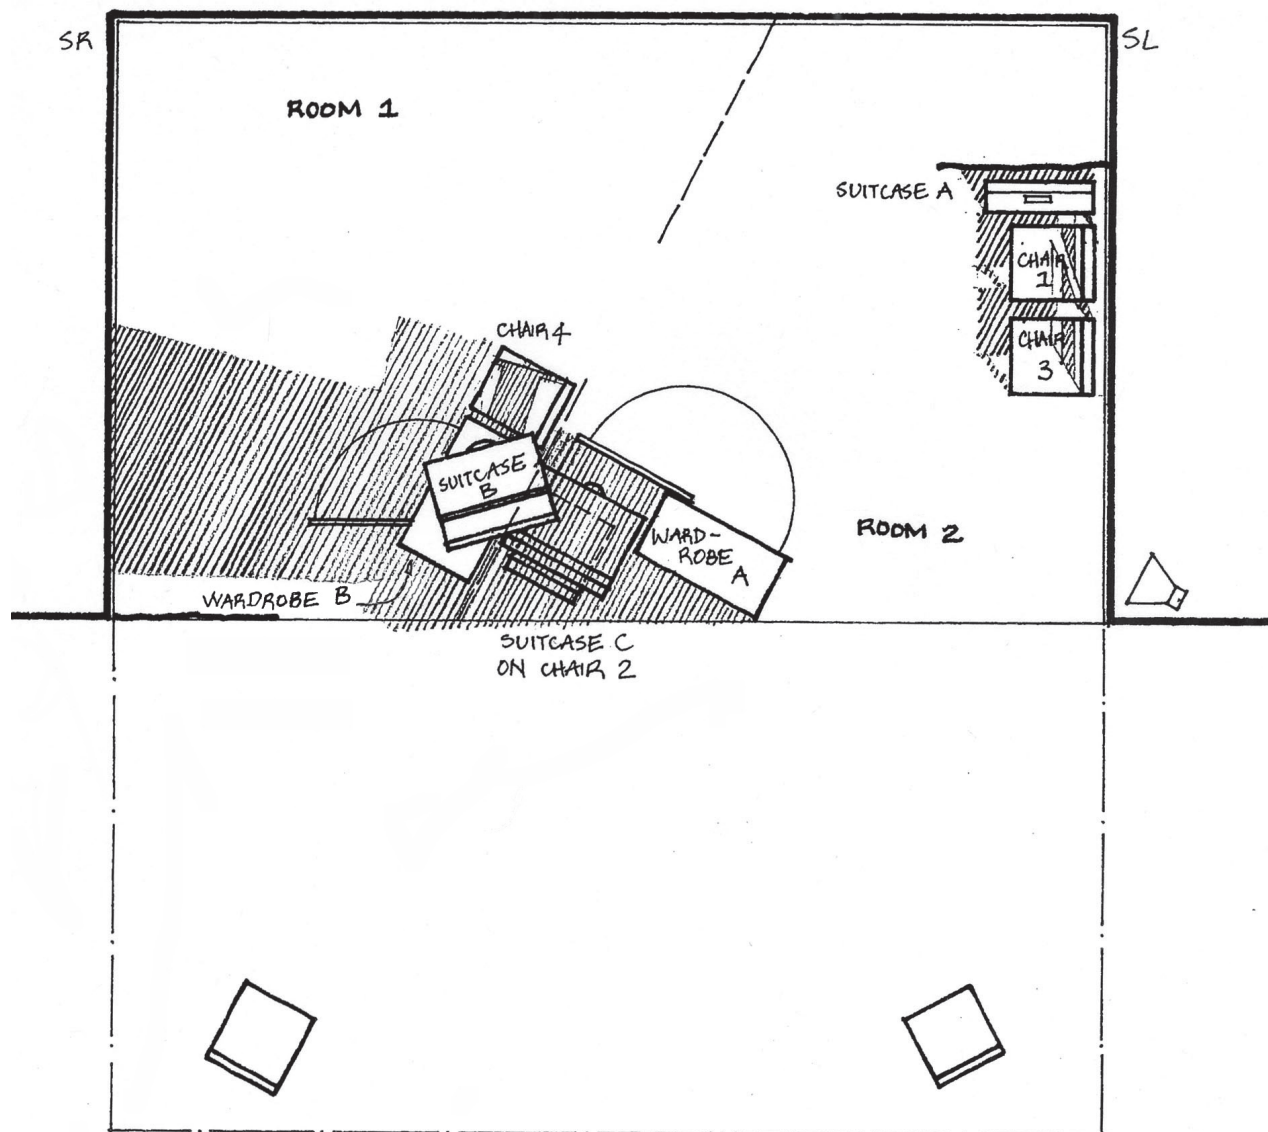 SR
SL
ROOM 1
SUITCASE A
CHAIR
1
CHAIR 4
CHAIR
3
SUITCASE
B
WARD-
ROBE
A
ROOM 2
WARDROBE B
SUITCASE C
ON CHAIR 2